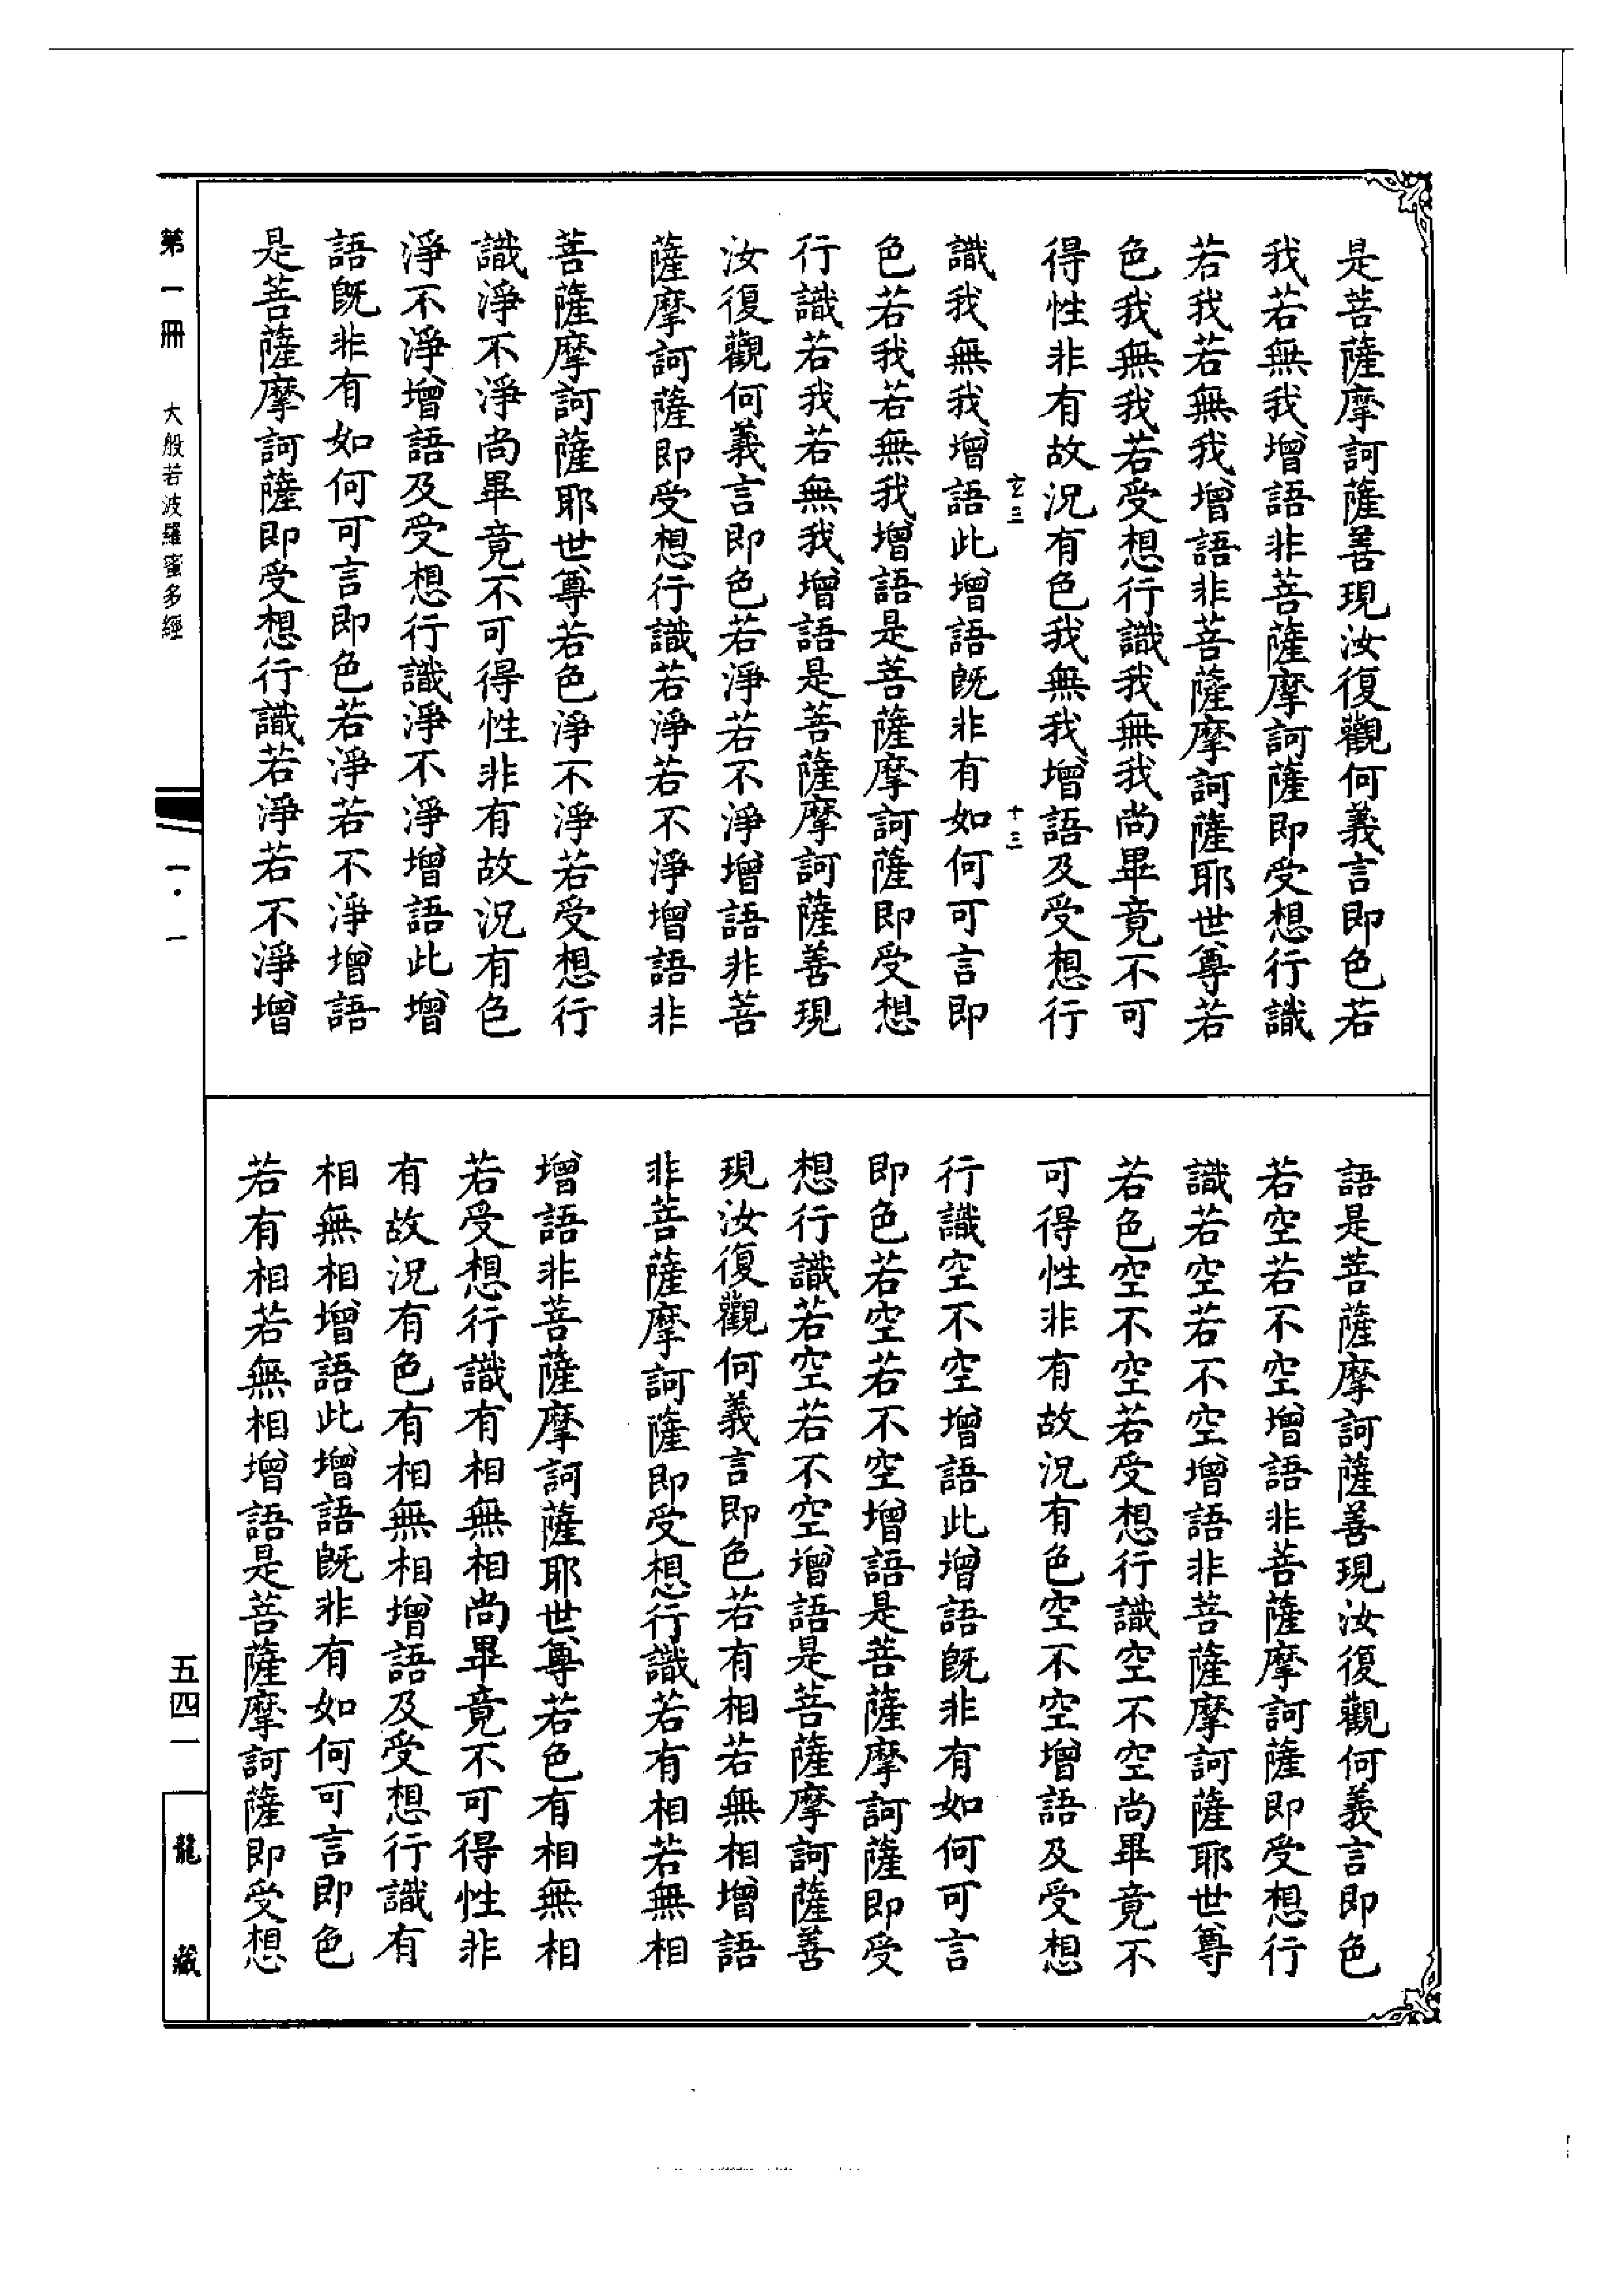 是菩薩摩訶薩善現汝復觀何義言即色若
我若無我增語非菩薩摩訶薩即受想行識
若我若無我增語非菩薩摩訶薩耶世尊若
色我無我若受想行識我無我尚畢竟不可
得性非有故況有色我無我增語及受想行
玄三 十三
識我無我增語此增語既非有如何可言即
色若我若無我增語是菩薩摩訶薩即受想
行識若我若無我增語是菩薩摩訶薩善現
汝復觀何義言即色若淨若不淨增語非菩
薩摩訶薩即受想行識若淨若不淨增語非
菩薩摩訶薩耶世尊若色淨不淨若受想行
識淨不淨尚畢竟不可得性非有故況有色
淨不淨增語及受想行識淨不淨增語此增
語既非有如何可言即色若淨若不淨增語
是菩薩摩訶薩即受想行識若淨若不淨增
語是菩薩摩訶薩善現汝復觀何義言即色
若空若不空增語非菩薩摩訶薩即受想行
識若空若不空增語非菩薩摩訶薩耶世尊
若色空不空若受想行識空不空尚畢竟不
可得性非有故況有色空不空增語及受想
行識空不空增語此增語既非有如何可言
即色若空若不空增語是菩薩摩訶薩即受
想行識若空若不空增語是菩薩摩訶薩善
現汝復觀何義言即色若有相若無相增語
非菩薩摩訶薩即受想行識若有相若無相
增語非菩薩摩訶薩耶世尊若色有相無相
若受想行識有相無相尚畢竟不可得性非
有故況有色有相無相增語及受想行識有
相無相增語此增語既非有如何可言即色
若有相若無相增語是菩薩摩訶薩即受想
第一冊 大般若波羅蜜多經
一·一
五四一
龍藏